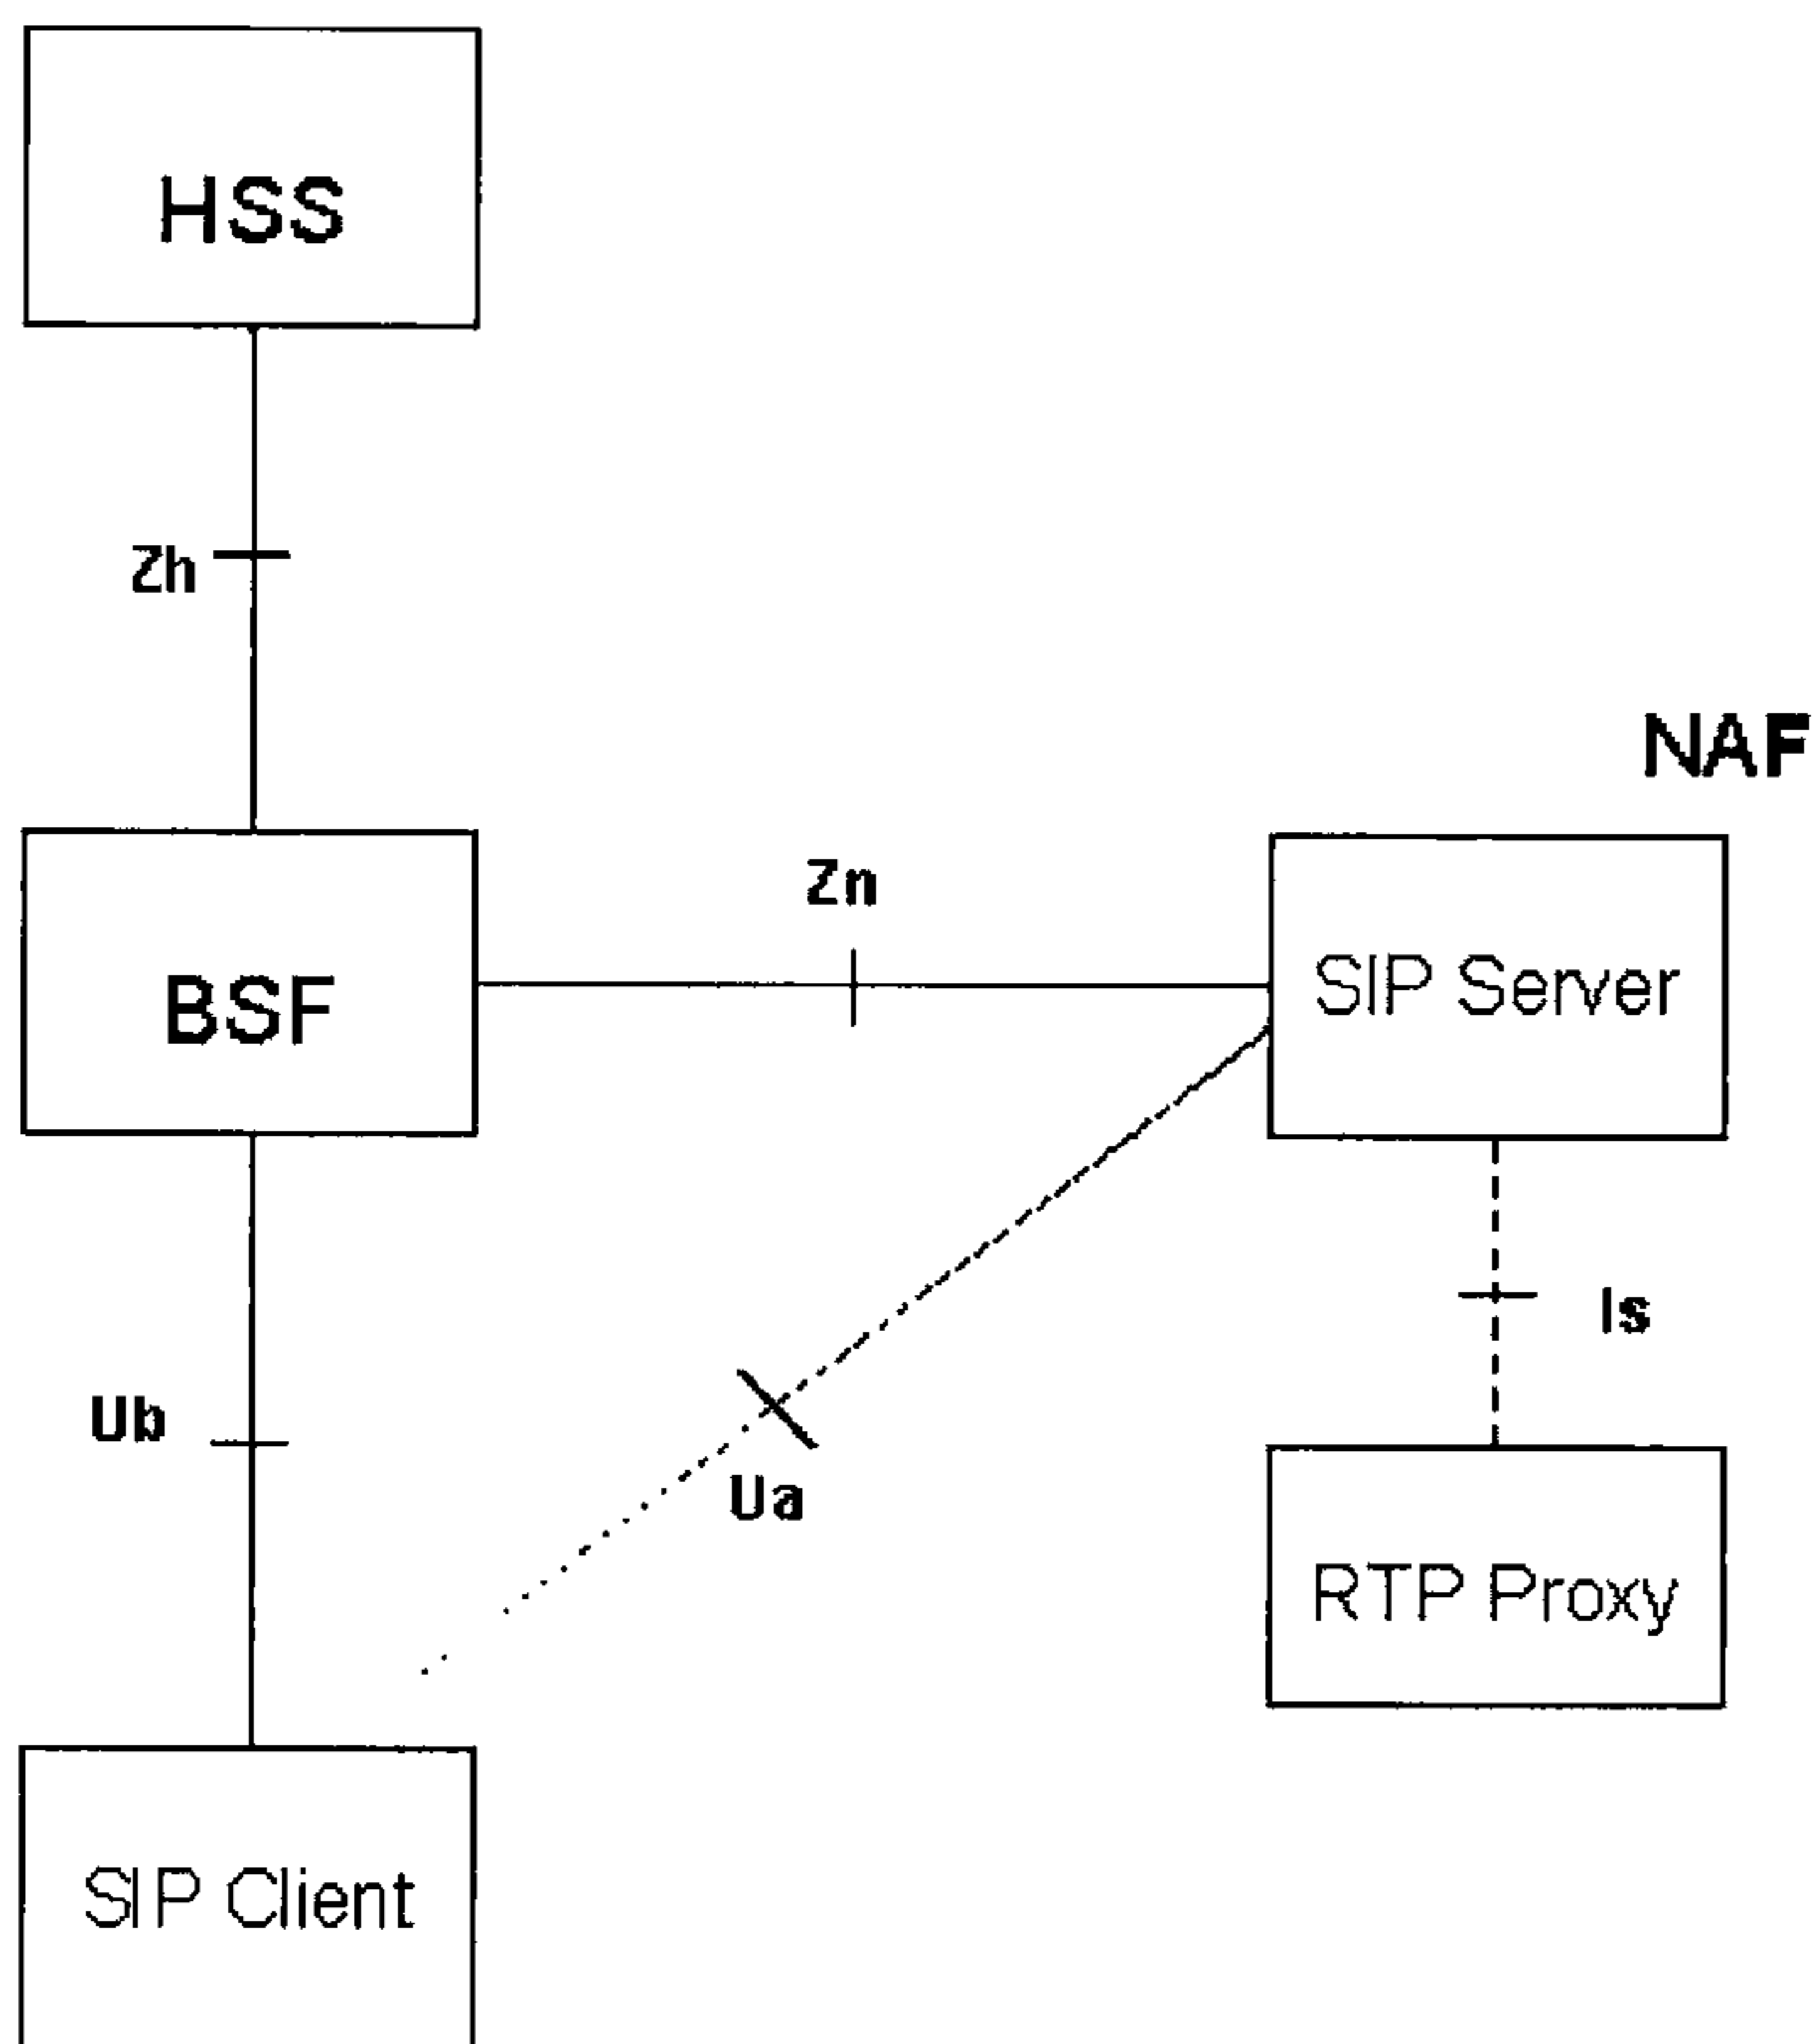 HSS
Zh
NAF
Zn
BSF
SIP Server
Is
Ub
Ua
RTP Proxy
SIP Client